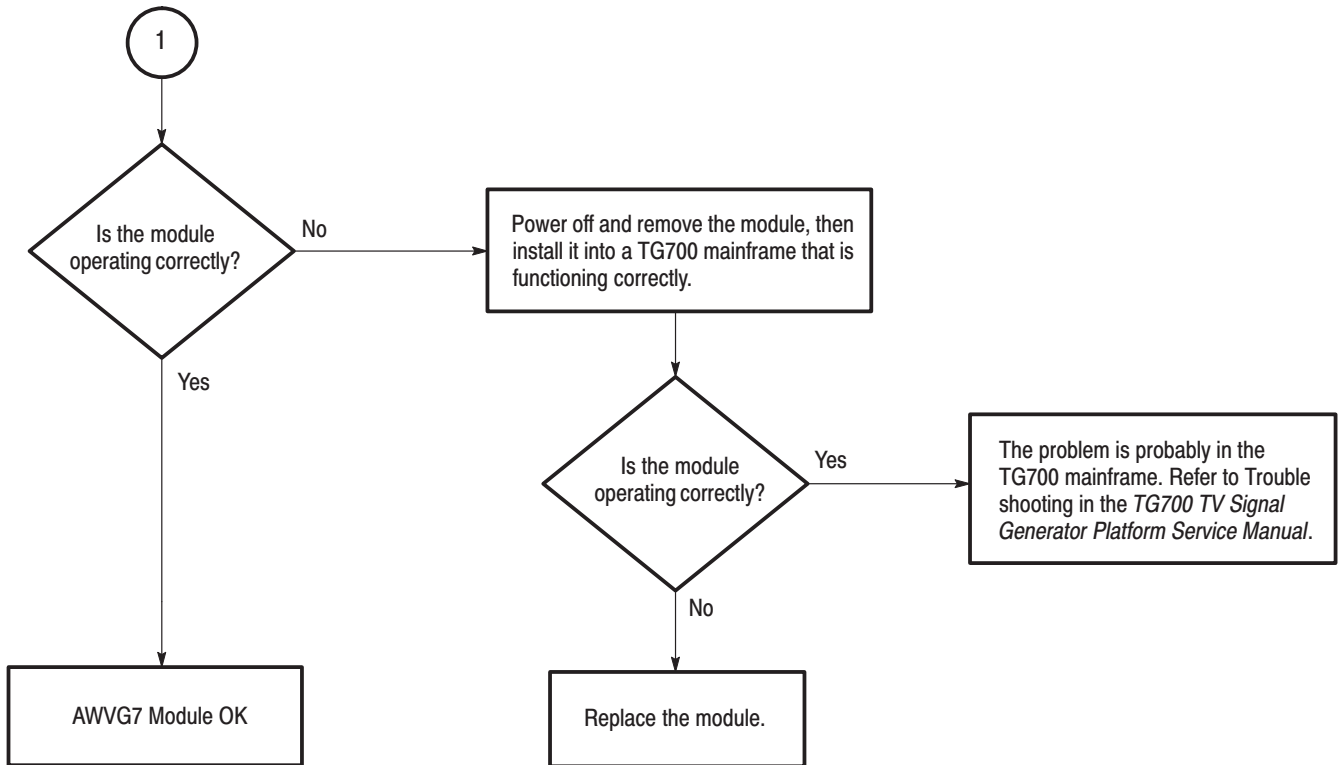 1
Is the module
operating correctly?
No
Power off and remove the module, then
install it into a TG700 mainframe that is
functioning correctly.
Yes
Is the module
operating correctly?
Yes
The problem is probably in the
TG700 mainframe. Refer to Trouble
shooting in the TG700 TV Signal
Generator Platform Service Manual.
No
AWVG7 Module OK
Replace the module.